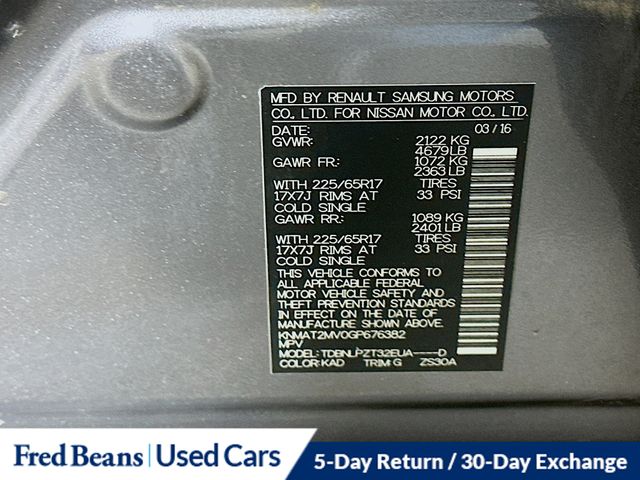 MFD BY RENAULT SAMSUNG MOTORS
CO., LTD. FOR NISSAN MOTOR CO., LTD.
DATE: 03/16
GVWR: 2122 KG
4679LB
GAWR FR: 1072 KG
2363LB
WITH 225/65R17 TIRES
17X7J RIMS AT 33 PSI
COLD SINGLE
GAWR RR: 1089 KG
2401LB
WITH 225/65R17 TIRES
17X7J RIMS AT 33 PSI
COLD SINGLE
THIS VEHICLE CONFORMS TO
ALL APPLICABLE FEDERAL
MOTOR VEHICLE SAFETY AND
THEFT PREVENTION STANDARDS
IN EFFECT ON THE DATE OF
MANUFACTURE SHOWN ABOVE.
KNMAT2MV0GP676382
MPV
MODEL: TDBNLPZT32EUA----D
COLOR: KAD TRIM: G ZS30A
Fred Beans | Used Cars
5-Day Return / 30-Day Exchange